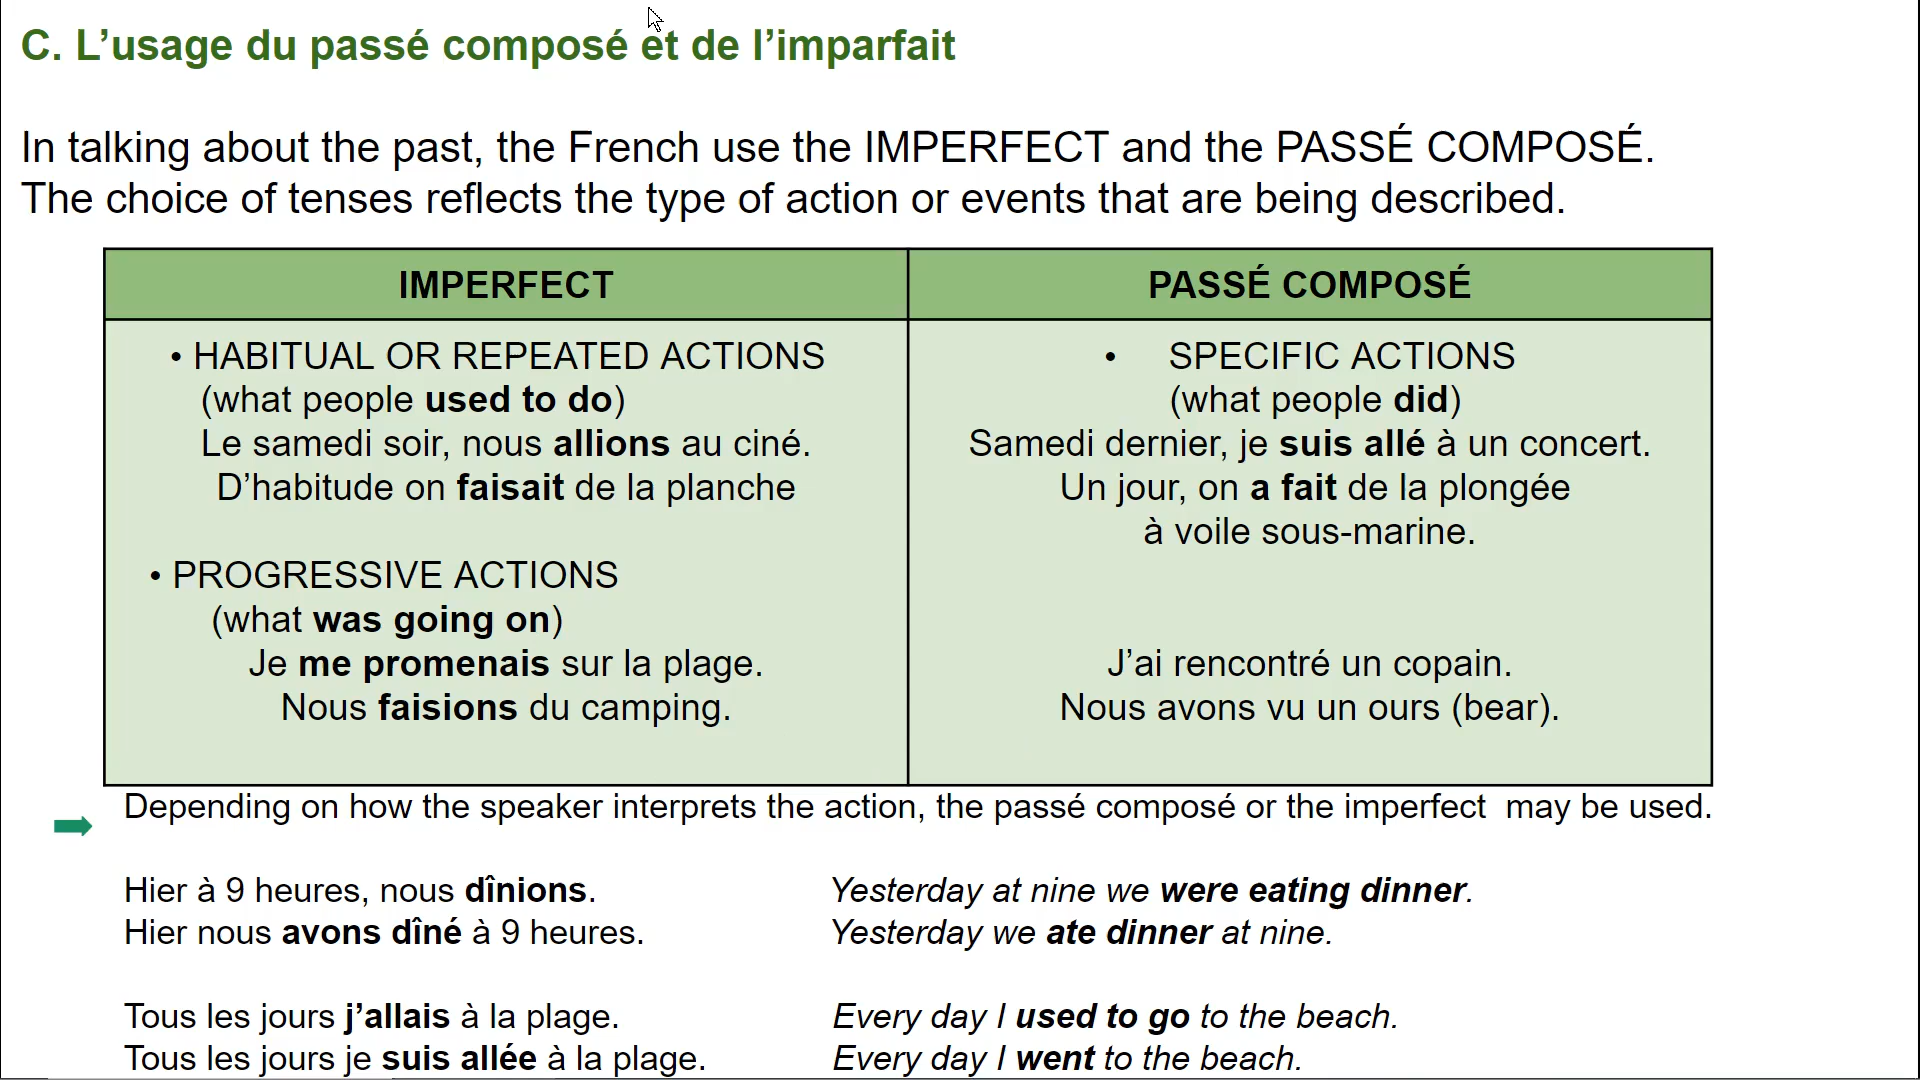 C. L’usage du passé composé et de l’imparfait
In talking about the past, the French use the IMPERFECT and the PASSÉ COMPOSÉ.
The choice of tenses reflects the type of action or events that are being described.
IMPERFECT
• HABITUAL OR REPEATED ACTIONS
(what people used to do)
Le samedi soir, nous allions au ciné.
D’habitude on faisait de la planche
• PROGRESSIVE ACTIONS
(what was going on)
Je me promenais sur la plage.
Nous faisions du camping.
PASSÉ COMPOSÉ
• SPECIFIC ACTIONS
(what people did)
Samedi dernier, je suis allé à un concert.
Un jour, on a fait de la plongée
à voile sous-marine.
J’ai rencontré un copain.
Nous avons vu un ours (bear).
Depending on how the speaker interprets the action, the passé composé or the imperfect  may be used.
Hier à 9 heures, nous dînions. Yesterday at nine we were eating dinner.
Hier nous avons dîné à 9 heures. Yesterday we ate dinner at nine.
Tous les jours j’allais à la plage. Every day I used to go to the beach.
Tous les jours je suis allée à la plage. Every day I went to the beach.